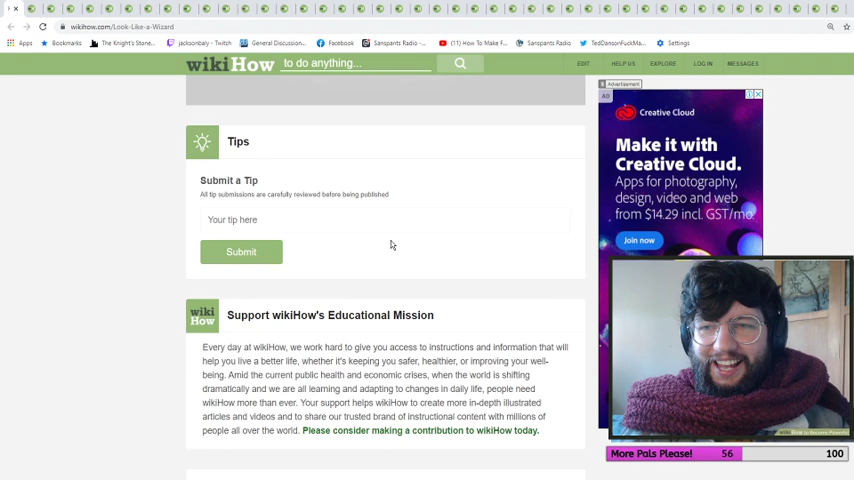 wikihow.com/Look-Like-a-Wizard
Apps
Bookmarks
The Knight's Stone...
jacksonbaly - Twitch
General Discussion...
Facebook
Sanspants Radio -...
(11) How To Make F...
Sanspants Radio
TedDansonFuckMa...
Settings
wikiHow
to do anything...
EDIT
HELP US
EXPLORE
LOG IN
MESSAGES
Tips
Submit a Tip
All tip submissions are carefully reviewed before being published
Your tip here
Submit
Advertisement
AD
Creative Cloud
Make it with
Creative Cloud.
Apps for photography,
design, video and web
from $14.29 incl. GST/mo.
Join now
wiki
How
Support wikiHow's Educational Mission
Every day at wikiHow, we work hard to give you access to instructions and information that will
help you live a better life, whether it's keeping you safer, healthier, or improving your well-
being. Amid the current public health and economic crises, when the world is shifting
dramatically and we are all learning and adapting to changes in daily life, people need
wikiHow more than ever. Your support helps wikiHow to create more in-depth illustrated
articles and videos and to share our trusted brand of instructional content with millions of
people all over the world. Please consider making a contribution to wikiHow today.
More Pals Please!
56
100